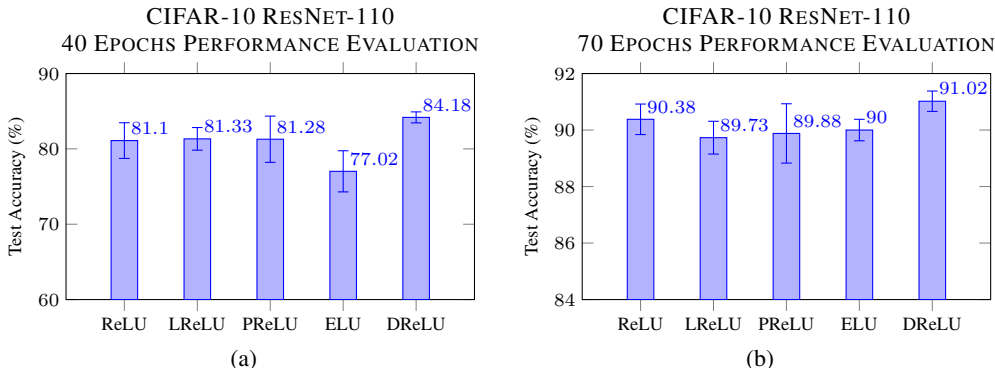 CIFAR-10 RESNET-110
40 EPOCHS PERFORMANCE EVALUATION
Test Accuracy (%)
90
80
70
60
81.1
81.33
81.28
77.02
84.18
ReLU LReLU PReLU ELU DReLU
(a)
CIFAR-10 RESNET-110
70 EPOCHS PERFORMANCE EVALUATION
Test Accuracy (%)
92
90
88
86
84
90.38
89.73
89.88
90
91.02
ReLU LReLU PReLU ELU DReLU
(b)